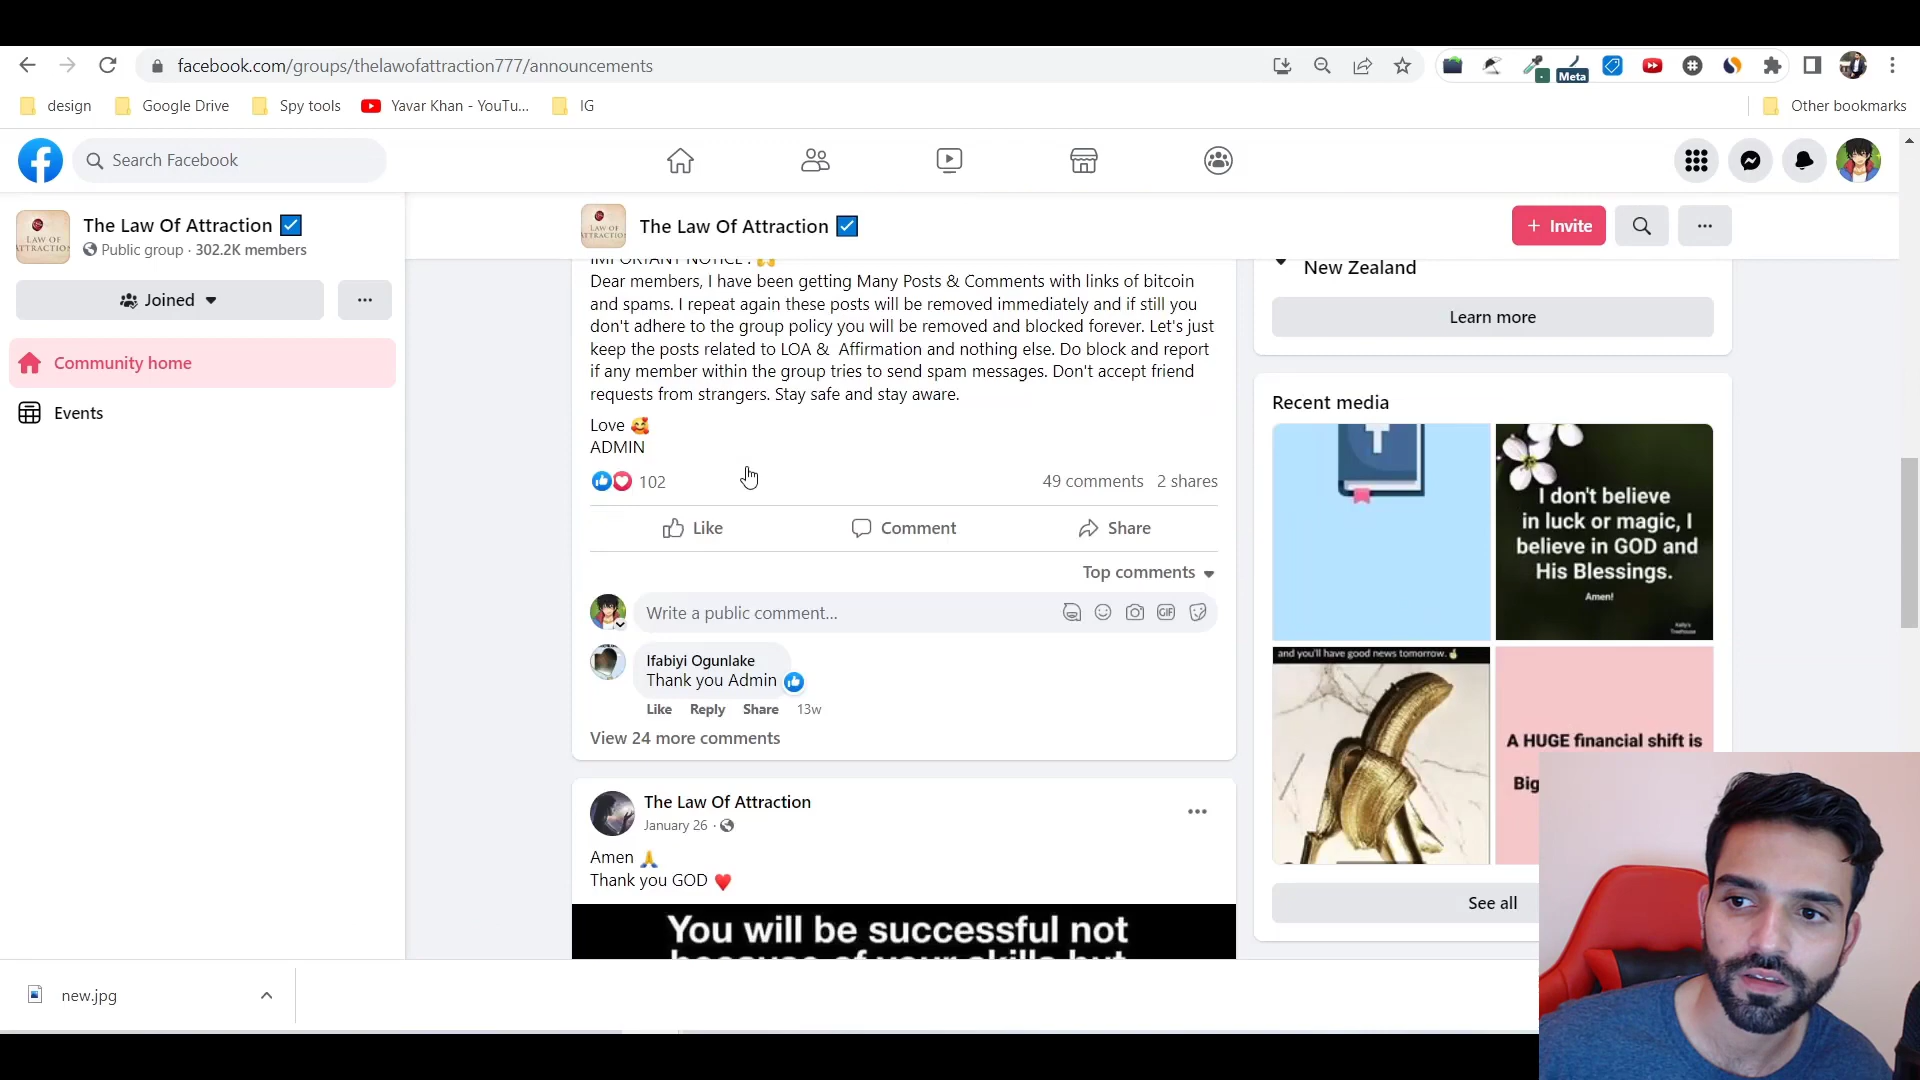 facebook.com/groups/thelawofattraction777/announcements
Meta
design
Google Drive
Spy tools
Yavar Khan - YouTu...
IG
Other bookmarks
Search Facebook
The Law Of Attraction
Public group · 302.2K members
Joined
Community home
Events
LAW OF
The Law Of Attraction
+ Invite
IMPORTANT NOTICE :
Dear members, I have been getting Many Posts & Comments with links of bitcoin
and spams. I repeat again these posts will be removed immediately and if still you
don't adhere to the group policy you will be removed and blocked forever. Let's just
keep the posts related to LOA & Affirmation and nothing else. Do block and report
if any member within the group tries to send spam messages. Don't accept friend
requests from strangers. Stay safe and stay aware.
Love 🥰
ADMIN
102
49 comments 2 shares
Like
Comment
Share
Top comments
Write a public comment...
GIF
Ifabiyi Ogunlake
Thank you Admin
Like Reply Share 13w
View 24 more comments
The Law Of Attraction
January 26 ·
Amen 🙏
Thank you GOD ❤️
You will be successful not
because of your skills but
New Zealand
Learn more
Recent media
I don't believe
in luck or magic, I
believe in GOD and
His Blessings.
Amen!
and you'll have good news tomorrow.
A HUGE financial shift is
Big
See all
new.jpg